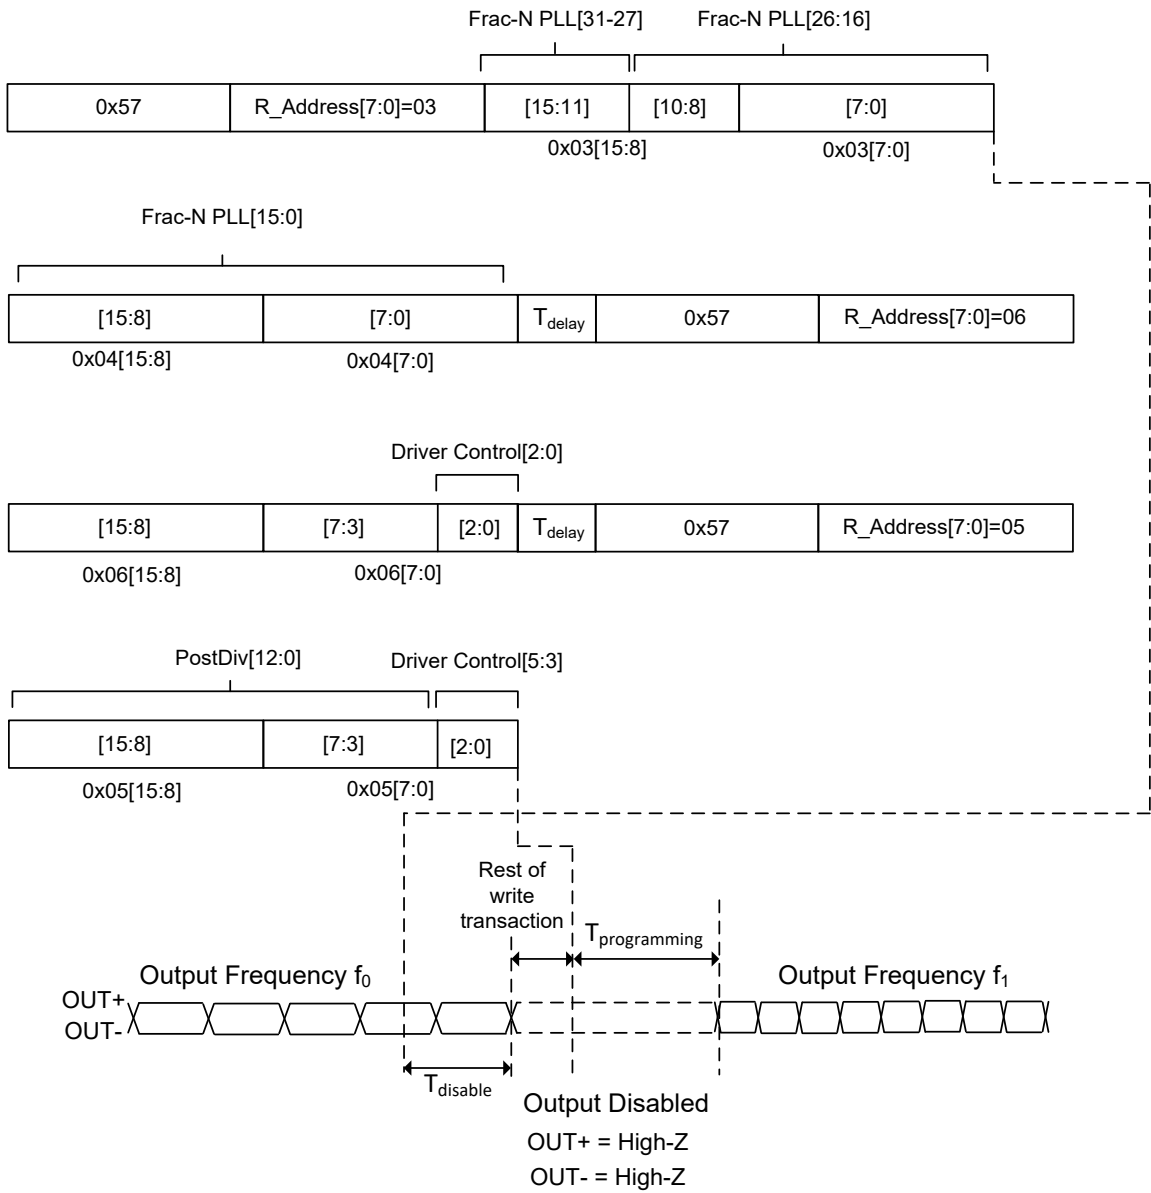 Frac-N PLL[31-27] Frac-N PLL[26:16]
0x57 R_Address[7:0]=03 [15:11] [10:8] [7:0]
0x03[15:8] 0x03[7:0]
Frac-N PLL[15:0]
[15:8] [7:0] Tdelay 0x57 R_Address[7:0]=06
0x04[15:8] 0x04[7:0]
Driver Control[2:0]
[15:8] [7:3] [2:0] Tdelay 0x57 R_Address[7:0]=05
0x06[15:8] 0x06[7:0]
PostDiv[12:0] Driver Control[5:3]
[15:8] [7:3] [2:0]
0x05[15:8] 0x05[7:0]
Rest of
write
transaction
Tprogramming
Output Frequency f0 Output Frequency f1
OUT+
OUT-
Tdisable
Output Disabled
OUT+ = High-Z
OUT- = High-Z